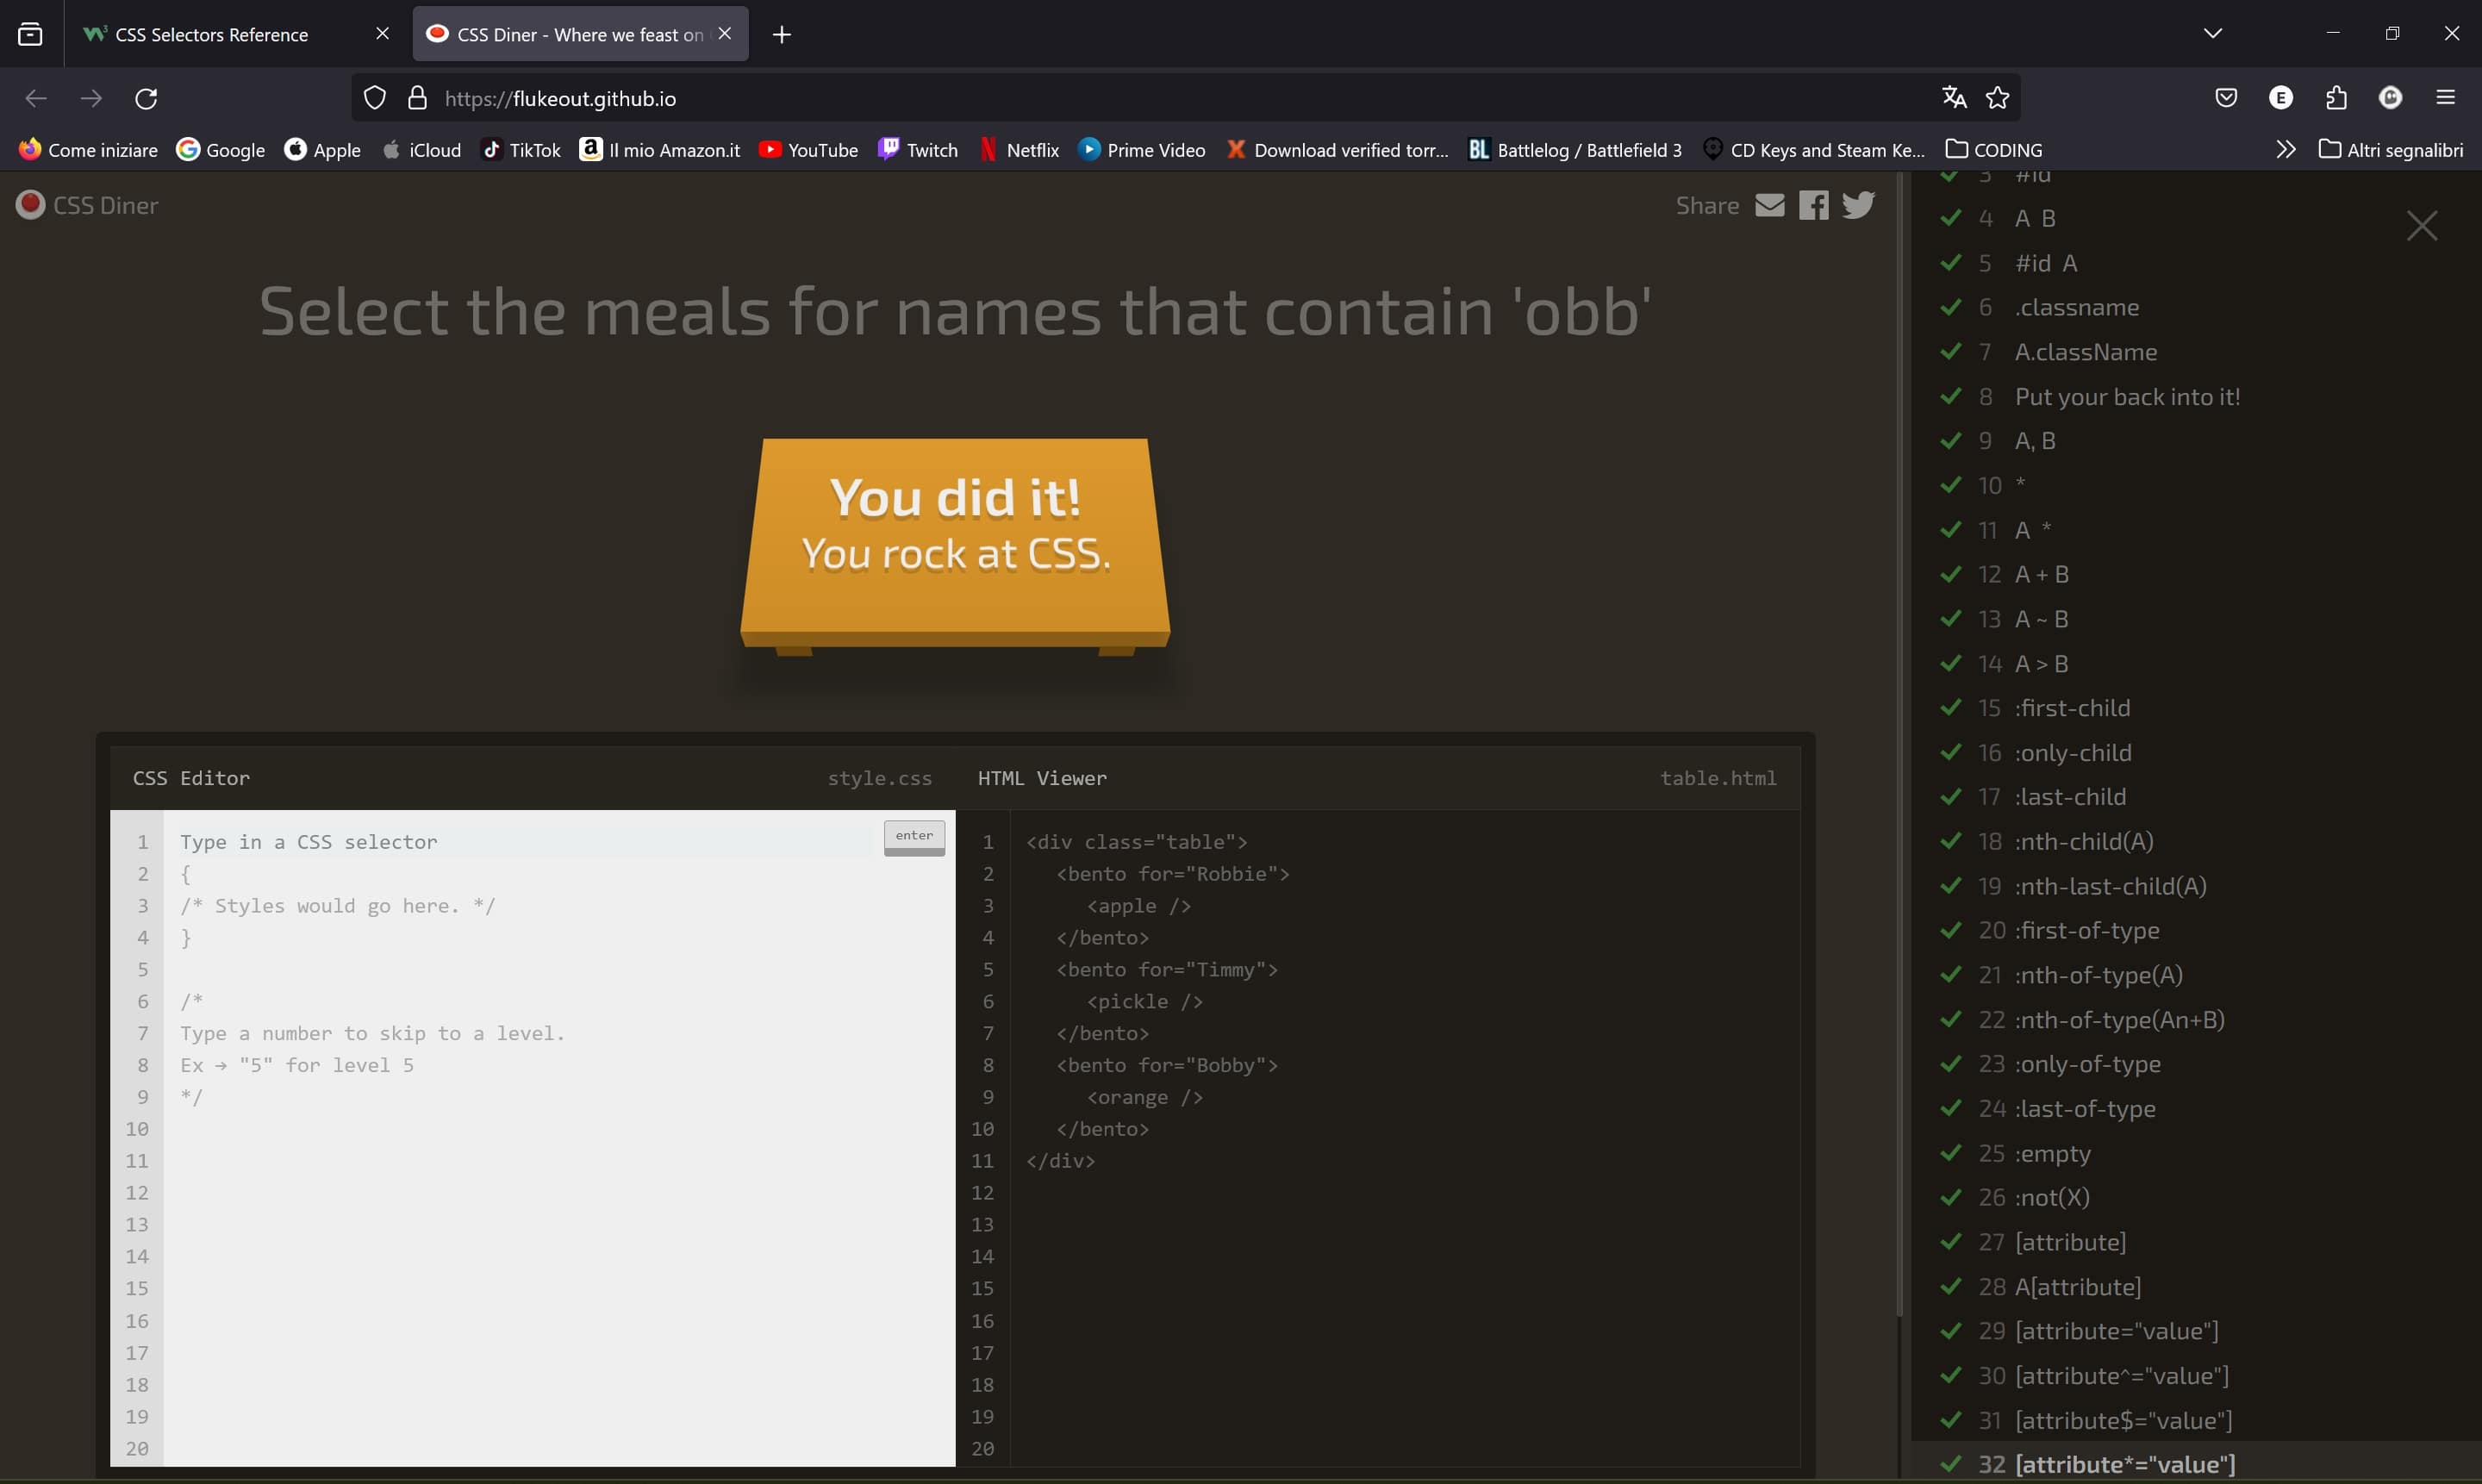 CSS Selectors Reference
CSS Diner - Where we feast on
https://flukeout.github.io
E
Come iniziare Google Apple iCloud TikTok Il mio Amazon.it YouTube Twitch Netflix Prime Video Download verified torr... Battlelog / Battlefield 3 CD Keys and Steam Ke... CODING Altri segnalibri
CSS Diner
Share
Select the meals for names that contain 'obb'
You did it!
You rock at CSS.
CSS Editor style.css
1 Type in a CSS selector
enter
2 {
3 /* Styles would go here. */
4 }
5
6 /*
7 Type a number to skip to a level.
8 Ex → "5" for level 5
9 */
10
11
12
13
14
15
16
17
18
19
20
HTML Viewer table.html
1 <div class="table">
2 <bento for="Robbie">
3 <apple />
4 </bento>
5 <bento for="Timmy">
6 <pickle />
7 </bento>
8 <bento for="Bobby">
9 <orange />
10 </bento>
11 </div>
12
13
14
15
16
17
18
19
20
3 #id
4 A B
5 #id A
6 .classname
7 A.className
8 Put your back into it!
9 A, B
10 *
11 A *
12 A + B
13 A ~ B
14 A > B
15 :first-child
16 :only-child
17 :last-child
18 :nth-child(A)
19 :nth-last-child(A)
20 :first-of-type
21 :nth-of-type(A)
22 :nth-of-type(An+B)
23 :only-of-type
24 :last-of-type
25 :empty
26 :not(X)
27 [attribute]
28 A[attribute]
29 [attribute="value"]
30 [attribute^="value"]
31 [attribute$="value"]
32 [attribute*="value"]